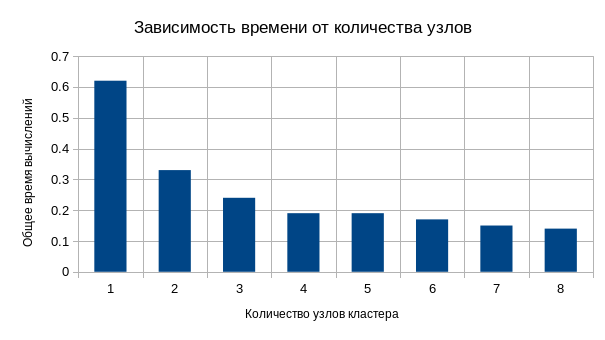 Зависимость времени от количества узлов
Общее время вычислений
0.7
0.6
0.5
0.4
0.3
0.2
0.1
0
1 2 3 4 5 6 7 8
Количество узлов кластера